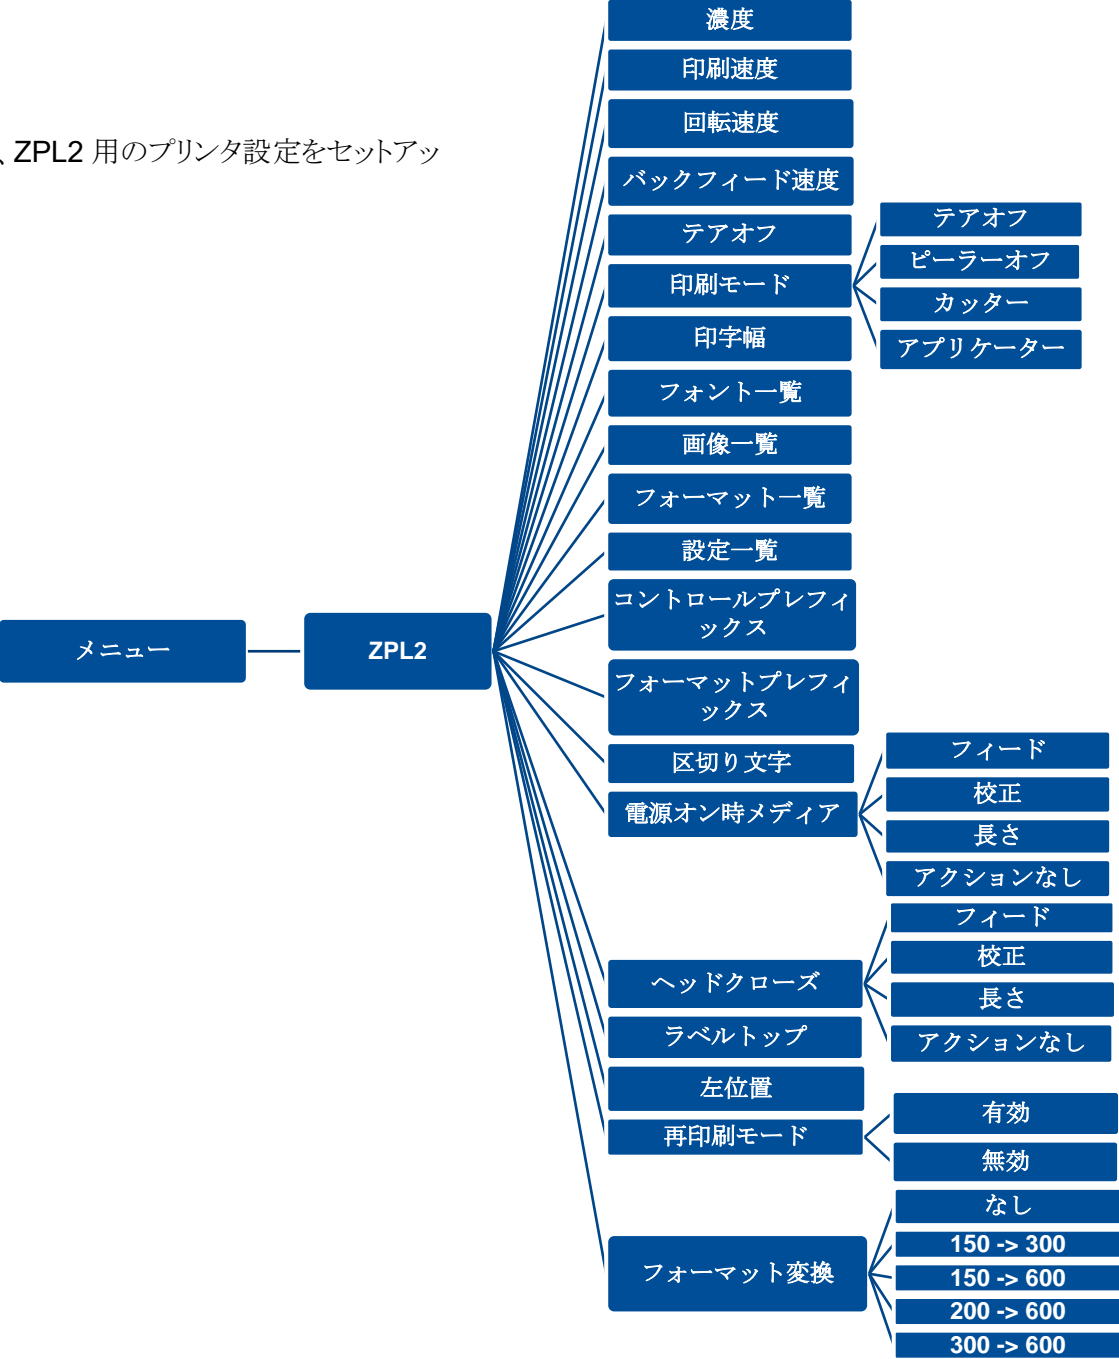 濃度
印刷速度
回転速度
、ZPL2 用のプリンタ設定をセットアッ
バックフィード速度
テアオフ
印刷モード
テアオフ
ピーラーオフ
カッター
アプリケーター
印字幅
フォント一覧
画像一覧
フォーマット一覧
設定一覧
コントロールプレフィ
ックス
メニュー
ZPL2
フォーマットプレフィ
ックス
区切り文字
電源オン時メディア
フィード
校正
長さ
アクションなし
ヘッドクローズ
フィード
校正
長さ
アクションなし
ラベルトップ
左位置
再印刷モード
有効
無効
フォーマット変換
なし
150 -> 300
150 -> 600
200 -> 600
300 -> 600